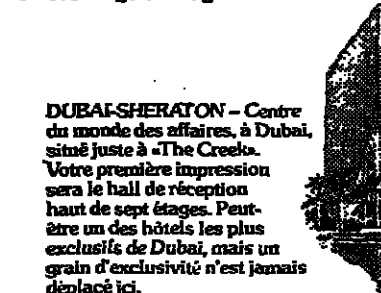 DUBAI-SHERATON – Centre
du monde des affaires, à Dubai,
situé juste à «The Creek».
Votre première impression
sera le hall de réception
haut de sept étages. Peut-
être un des hôtels les plus
exclusifs de Dubai, mais un
grain d'exclusivité n'est jamais
déplacé ici.